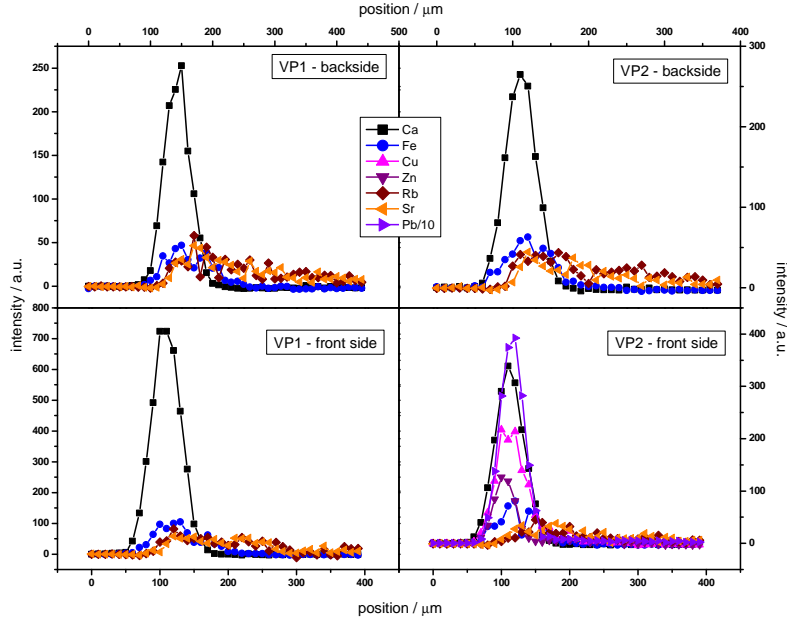 position / μm
0 100 200 300 400 500
0 100 200 300 400
VP1 - backside
VP2 - backside
250
200
150
100
50
0
300
200
100
0
Ca
Fe
Cu
Zn
Rb
Sr
Pb/10
intensity / a.u.
intensity / a.u.
VP1 - front side
VP2 - front side
800
700
600
500
400
300
200
100
0
400
300
200
100
0
0 100 200 300 400
0 100 200 300 400
position / μm